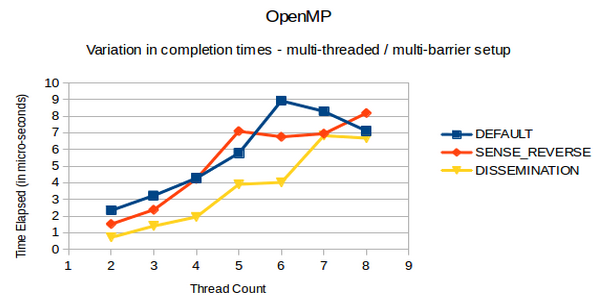 OpenMP
Variation in completion times - multi-threaded / multi-barrier setup
Time Elapsed (in micro-seconds)
10
9
8
7
6
5
4
3
2
1
0
1 2 3 4 5 6 7 8 9
Thread Count
DEFAULT
SENSE_REVERSE
DISSEMINATION